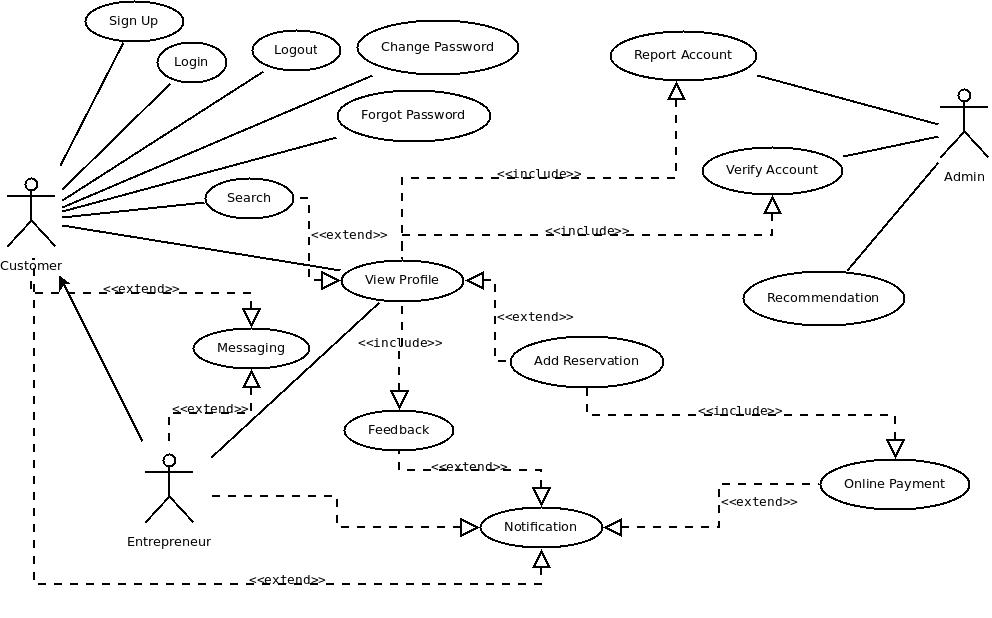 Sign Up
Login
Logout
Change Password
Report Account
Forgot Password
Verify Account
Admin
<<include>>
Search
<<extend>>
<<include>>
Customer
View Profile
<<extend>>
Recommendation
<<extend>>
Messaging
<<include>>
Add Reservation
<<extend>>
<<include>>
Feedback
<<extend>>
Online Payment
<<extend>>
Entrepreneur
Notification
<<extend>>